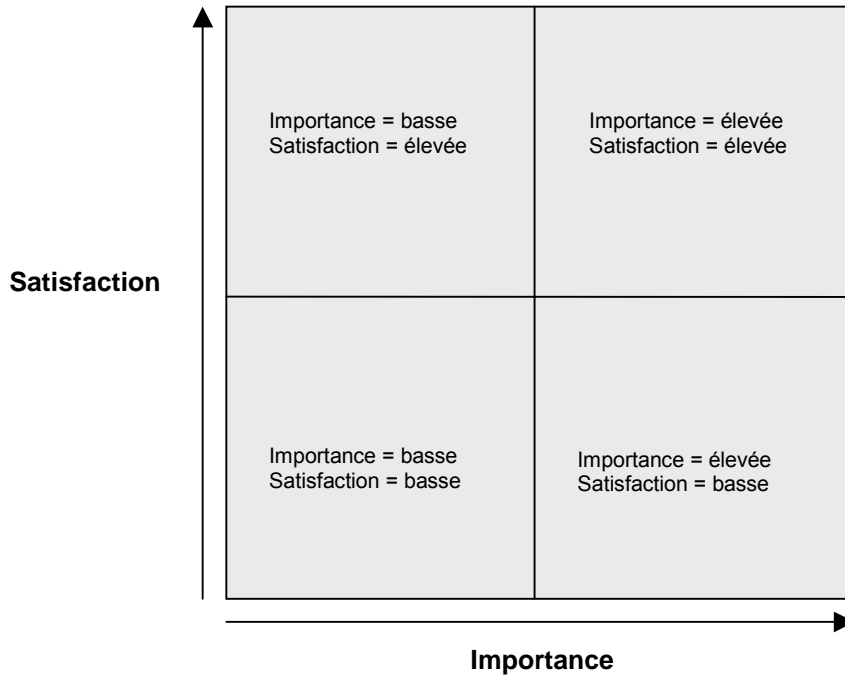 Importance = basse
Satisfaction = élevée
Importance = élevée
Satisfaction = élevée
Satisfaction
Importance = basse
Satisfaction = basse
Importance = élevée
Satisfaction = basse
Importance